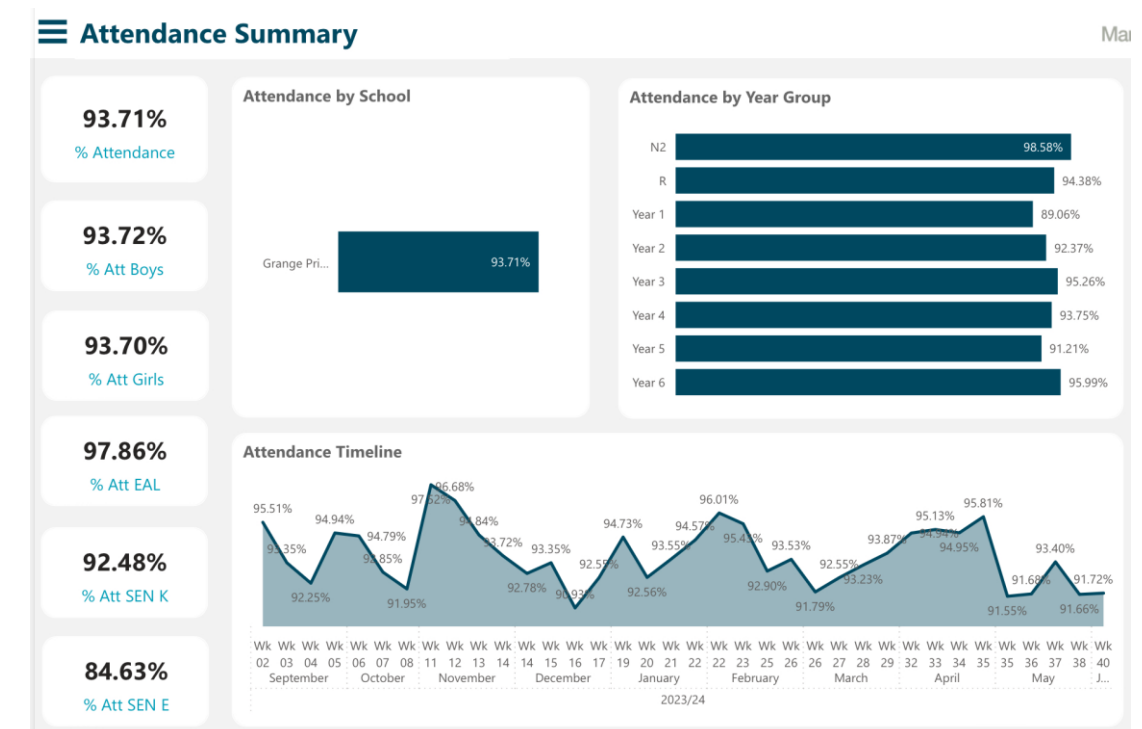 Attendance Summary
Mar
93.71%
% Attendance
93.72%
% Att Boys
93.70%
% Att Girls
97.86%
% Att EAL
92.48%
% Att SEN K
84.63%
% Att SEN E
Attendance by School
Grange Pri...
93.71%
Attendance by Year Group
N2 98.58%
R 94.38%
Year 1 89.06%
Year 2 92.37%
Year 3 95.26%
Year 4 93.75%
Year 5 91.21%
Year 6 95.99%
Attendance Timeline
95.51%
93.35%
92.25%
94.94%
94.79%
92.85%
91.95%
96.68%
94.84%
93.72%
92.78%
93.35%
90.93%
92.55%
94.73%
92.56%
93.55%
94.57%
96.01%
95.43%
92.90%
93.53%
91.79%
92.55%
93.23%
93.87%
94.94%
95.13%
94.95%
95.81%
91.55%
91.68%
93.40%
91.66%
91.72%
Wk Wk Wk Wk Wk Wk Wk Wk Wk Wk Wk Wk Wk Wk Wk Wk Wk Wk Wk Wk Wk Wk Wk Wk Wk Wk Wk Wk Wk Wk Wk Wk Wk Wk Wk Wk
02 03 04 05 06 07 08 11 12 13 14 14 15 16 17 19 20 21 22 22 23 25 26 26 27 28 29 32 33 34 35 35 36 37 38 40
September October November December January February March April May J...
2023/24